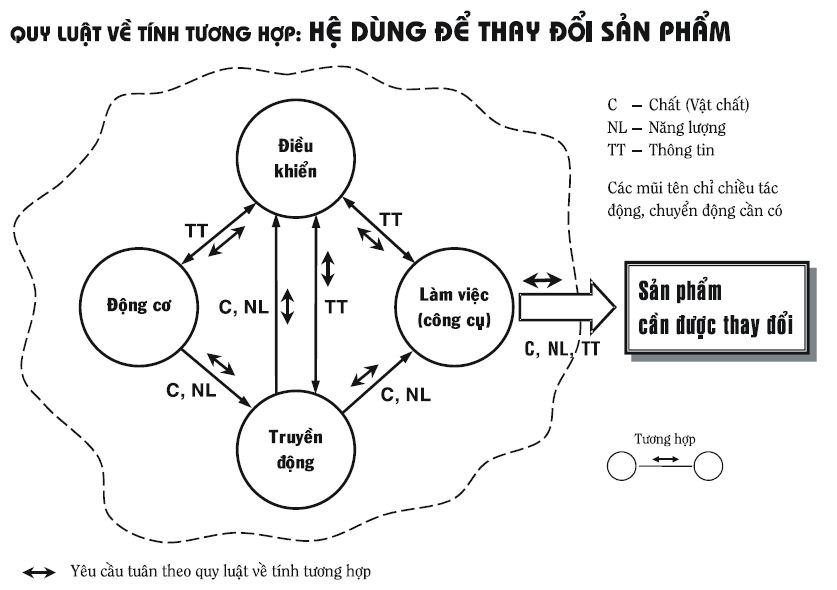 QUY LUẬT VỀ TÍNH TƯƠNG HỢP: HỆ DÙNG ĐỂ THAY ĐỔI SẢN PHẨM
C – Chất (Vật chất)
NL – Năng lượng
TT – Thông tin
Các mũi tên chỉ chiều tác
động, chuyển động cần có
Điều
khiển
TT
TT
Động cơ
C, NL
TT
Làm việc
(công cụ)
Sản phẩm
cần được thay đổi
C, NL, TT
C, NL
C, NL
Truyền
động
Tương hợp
Yêu cầu tuân theo quy luật về tính tương hợp